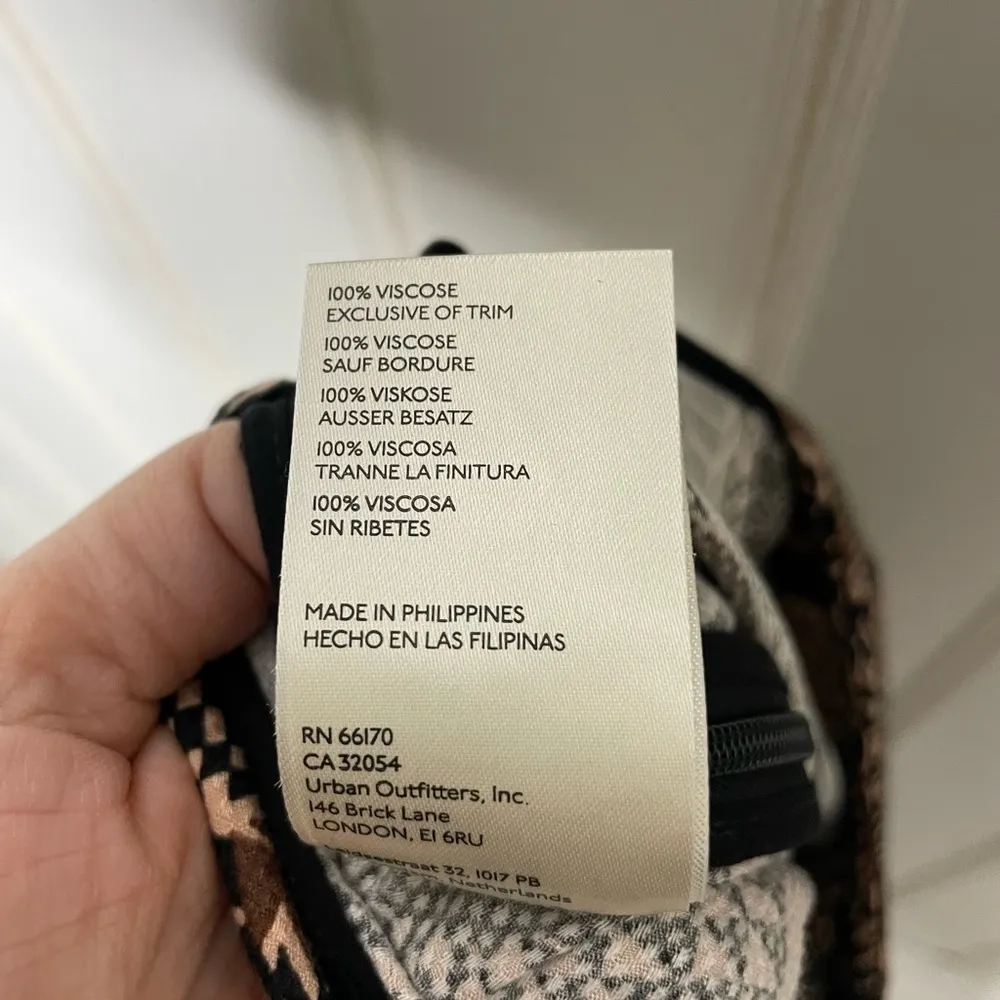 100% VISCOSE
EXCLUSIVE OF TRIM
100% VISCOSE
SAUF BORDURE
100% VISKOSE
AUSSER BESATZ
100% VISCOSA
TRANNE LA FINITURA
100% VISCOSA
SIN RIBETES
MADE IN PHILIPPINES
HECHO EN LAS FILIPINAS
RN 66170
CA 32054
Urban Outfitters, Inc.
146 Brick Lane
LONDON, E1 6RU
32, 1017 PB
Netherlands